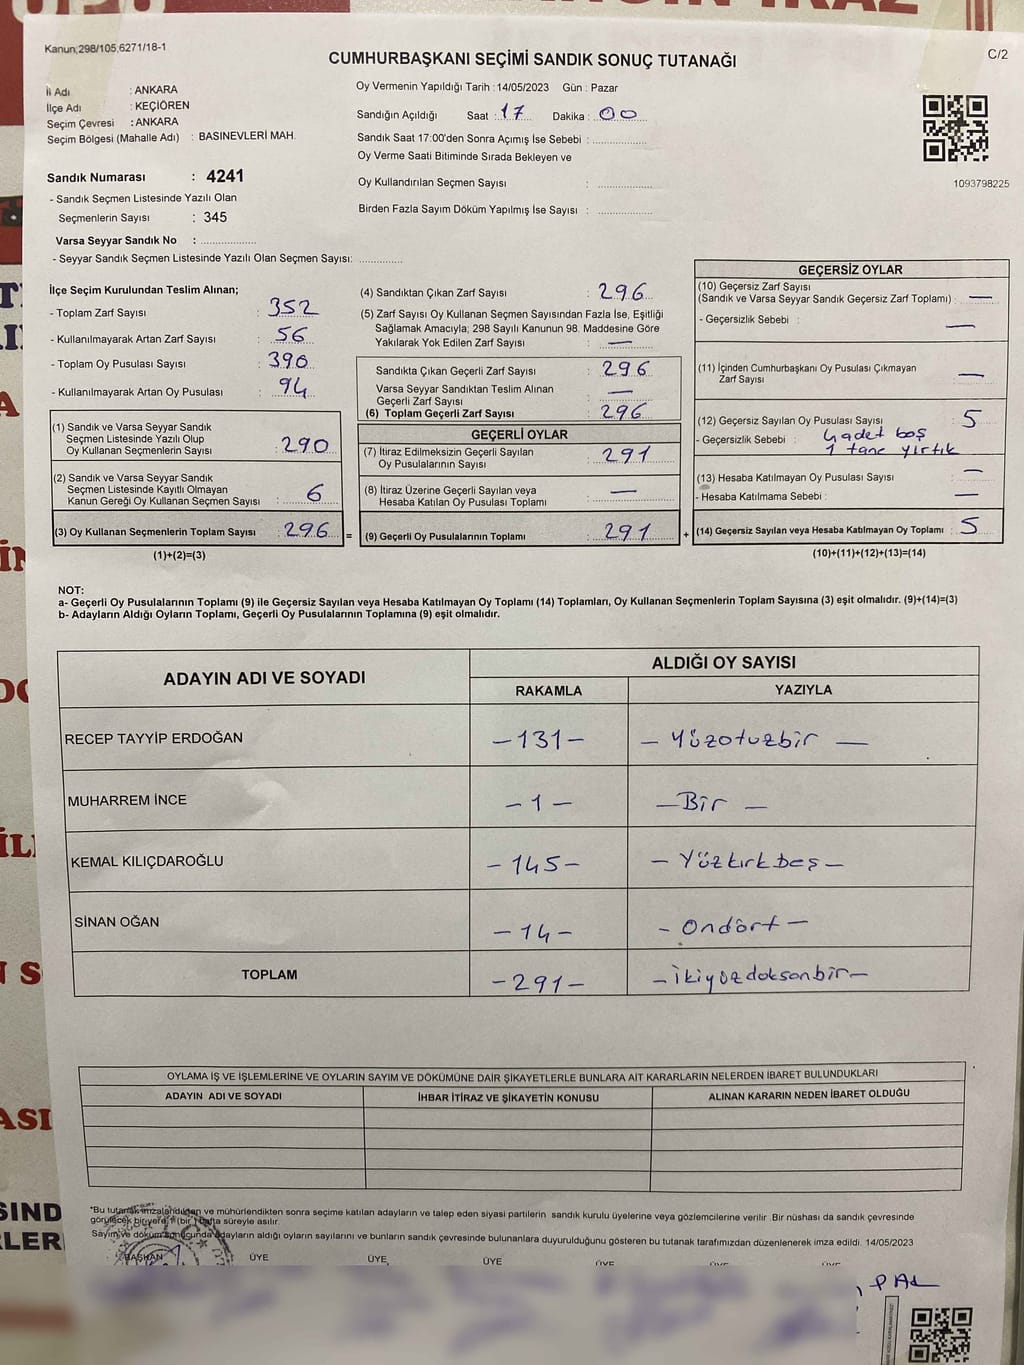 Kanun;298/105,6271/18-1
CUMHURBAŞKANI SEÇİMİ SANDIK SONUÇ TUTANAĞI
C/2
İl Adı : ANKARA
İlçe Adı : KEÇİÖREN
Seçim Çevresi : ANKARA
Seçim Bölgesi (Mahalle Adı) : BASINEVLERİ MAH.
Oy Vermenin Yapıldığı Tarih :14/05/2023 Gün : Pazar
Sandığın Açıldığı Saat : 17 Dakika : 00
Sandık Saat 17:00'den Sonra Açımış İse Sebebi :
Oy Verme Saati Bitiminde Sırada Bekleyen ve
Oy Kullandırılan Seçmen Sayısı :
Birden Fazla Sayım Döküm Yapılmış İse Sayısı :
1093798225
Sandık Numarası : 4241
- Sandık Seçmen Listesinde Yazılı Olan
Seçmenlerin Sayısı : 345
Varsa Seyyar Sandık No :
- Seyyar Sandık Seçmen Listesinde Yazılı Olan Seçmen Sayısı:
İlçe Seçim Kurulundan Teslim Alınan;
- Toplam Zarf Sayısı : 352
- Kullanılmayarak Artan Zarf Sayısı : 56
- Toplam Oy Pusulası Sayısı : 390
- Kullanılmayarak Artan Oy Pusulası : 94
(1) Sandık ve Varsa Seyyar Sandık
Seçmen Listesinde Yazılı Olup
Oy Kullanan Seçmenlerin Sayısı : 290
(2) Sandık ve Varsa Seyyar Sandık
Seçmen Listesinde Kayıtlı Olmayan
Kanun Gereği Oy Kullanan Seçmen Sayısı : 6
(3) Oy Kullanan Seçmenlerin Toplam Sayısı : 296 =
(1)+(2)=(3)
(4) Sandıktan Çıkan Zarf Sayısı : 296
(5) Zarf Sayısı Oy Kullanan Seçmen Sayısından Fazla İse, Eşitliği
Sağlamak Amacıyla; 298 Sayılı Kanunun 98. Maddesine Göre
Yakılarak Yok Edilen Zarf Sayısı : —
Sandıkta Çıkan Geçerli Zarf Sayısı : 296
Varsa Seyyar Sandıktan Teslim Alınan
Geçerli Zarf Sayısı : —
(6) Toplam Geçerli Zarf Sayısı : 296
GEÇERLİ OYLAR
(7) İtiraz Edilmeksizin Geçerli Sayılan
Oy Pusulalarının Sayısı : 291
(8) İtiraz Üzerine Geçerli Sayılan veya
Hesaba Katılan Oy Pusulası Toplamı : —
(9) Geçerli Oy Pusulalarının Toplamı : 291 +
GEÇERSİZ OYLAR
(10) Geçersiz Zarf Sayısı
(Sandık ve Varsa Seyyar Sandık Geçersiz Zarf Toplamı) : —
- Geçersizlik Sebebi : —
(11) İçinden Cumhurbaşkanı Oy Pusulası Çıkmayan
Zarf Sayısı : —
(12) Geçersiz Sayılan Oy Pusulası Sayısı : 5
- Geçersizlik Sebebi : 4 adet boş
1 tane yırtık
(13) Hesaba Katılmayan Oy Pusulası Sayısı : —
- Hesaba Katılmama Sebebi : —
(14) Geçersiz Sayılan veya Hesaba Katılmayan Oy Toplamı : 5
(10)+(11)+(12)+(13)=(14)
NOT:
a- Geçerli Oy Pusulalarının Toplamı (9) ile Geçersiz Sayılan veya Hesaba Katılmayan Oy Toplamı (14) Toplamları, Oy Kullanan Seçmenlerin Toplam Sayısına (3) eşit olmalıdır. (9)+(14)=(3)
b- Adayların Aldığı Oyların Toplamı, Geçerli Oy Pusulalarının Toplamına (9) eşit olmalıdır.
ADAYIN ADI VE SOYADI
ALDIĞI OY SAYISI
RAKAMLA YAZIYLA
RECEP TAYYİP ERDOĞAN -131- - Yüzotuzbir —
MUHARREM İNCE -1- - Bir -
KEMAL KILIÇDAROĞLU -145- - Yüzkırkbeş -
SİNAN OĞAN -14- - Ondört -
TOPLAM -291- - İkiyüzdoksanbir -
OYLAMA İŞ VE İŞLEMLERİNE VE OYLARIN SAYIM VE DÖKÜMÜNE DAİR ŞİKAYETLERLE BUNLARA AİT KARARLARIN NELERDEN İBARET BULUNDUKLARI
ADAYIN ADI VE SOYADI İHBAR İTİRAZ VE ŞİKAYETİN KONUSU ALINAN KARARIN NEDEN İBARET OLDUĞU
"Bu tutanak imzalandıktan ve mühürlendikten sonra seçime katılan adayların ve talep eden siyasi partilerin sandık kurulu üyelerine veya gözlemcilerine verilir. Bir nüshası da sandık çevresinde
görülecek bir yere 1 (bir) hafta süreyle asılır.
Sayım ve döküm sonucunda adayların aldığı oyların sayılarını ve bunların sandık çevresinde bulunanlara duyurulduğunu gösteren bu tutanak tarafımızdan düzenlenerek imza edildi. 14/05/2023
BAŞKAN ÜYE ÜYE ÜYE ÜYE ÜYE ÜYE